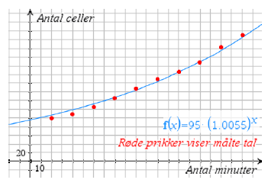 Antal celler
f(x)=95·(1.0055)^x
Røde prikker viser målte tal
20
10
Antal minutter